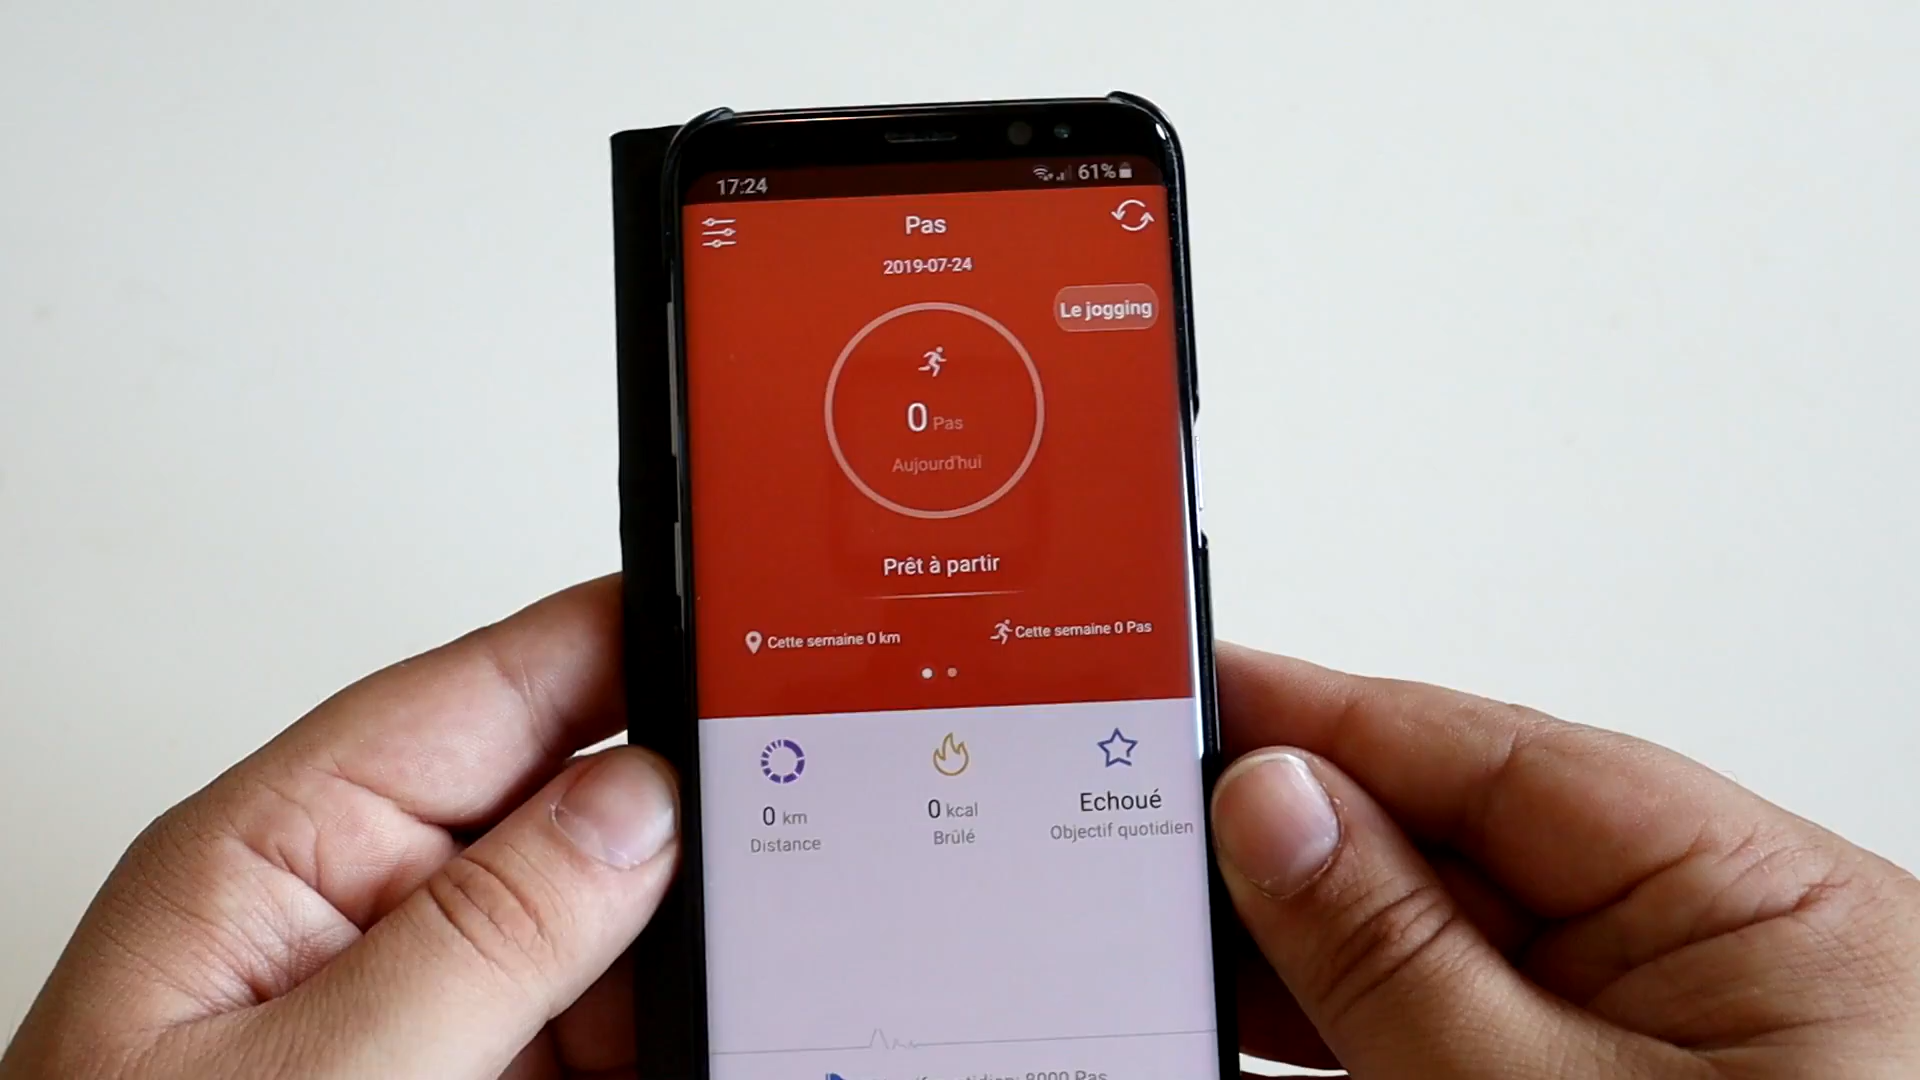 17:24
61%
Pas
2019-07-24
Le jogging
0 Pas
Aujourd'hui
Prêt à partir
Cette semaine 0 km
Cette semaine 0 Pas
0 km
Distance
0 kcal
Brûlé
Echoué
Objectif quotidien
8000 Pas